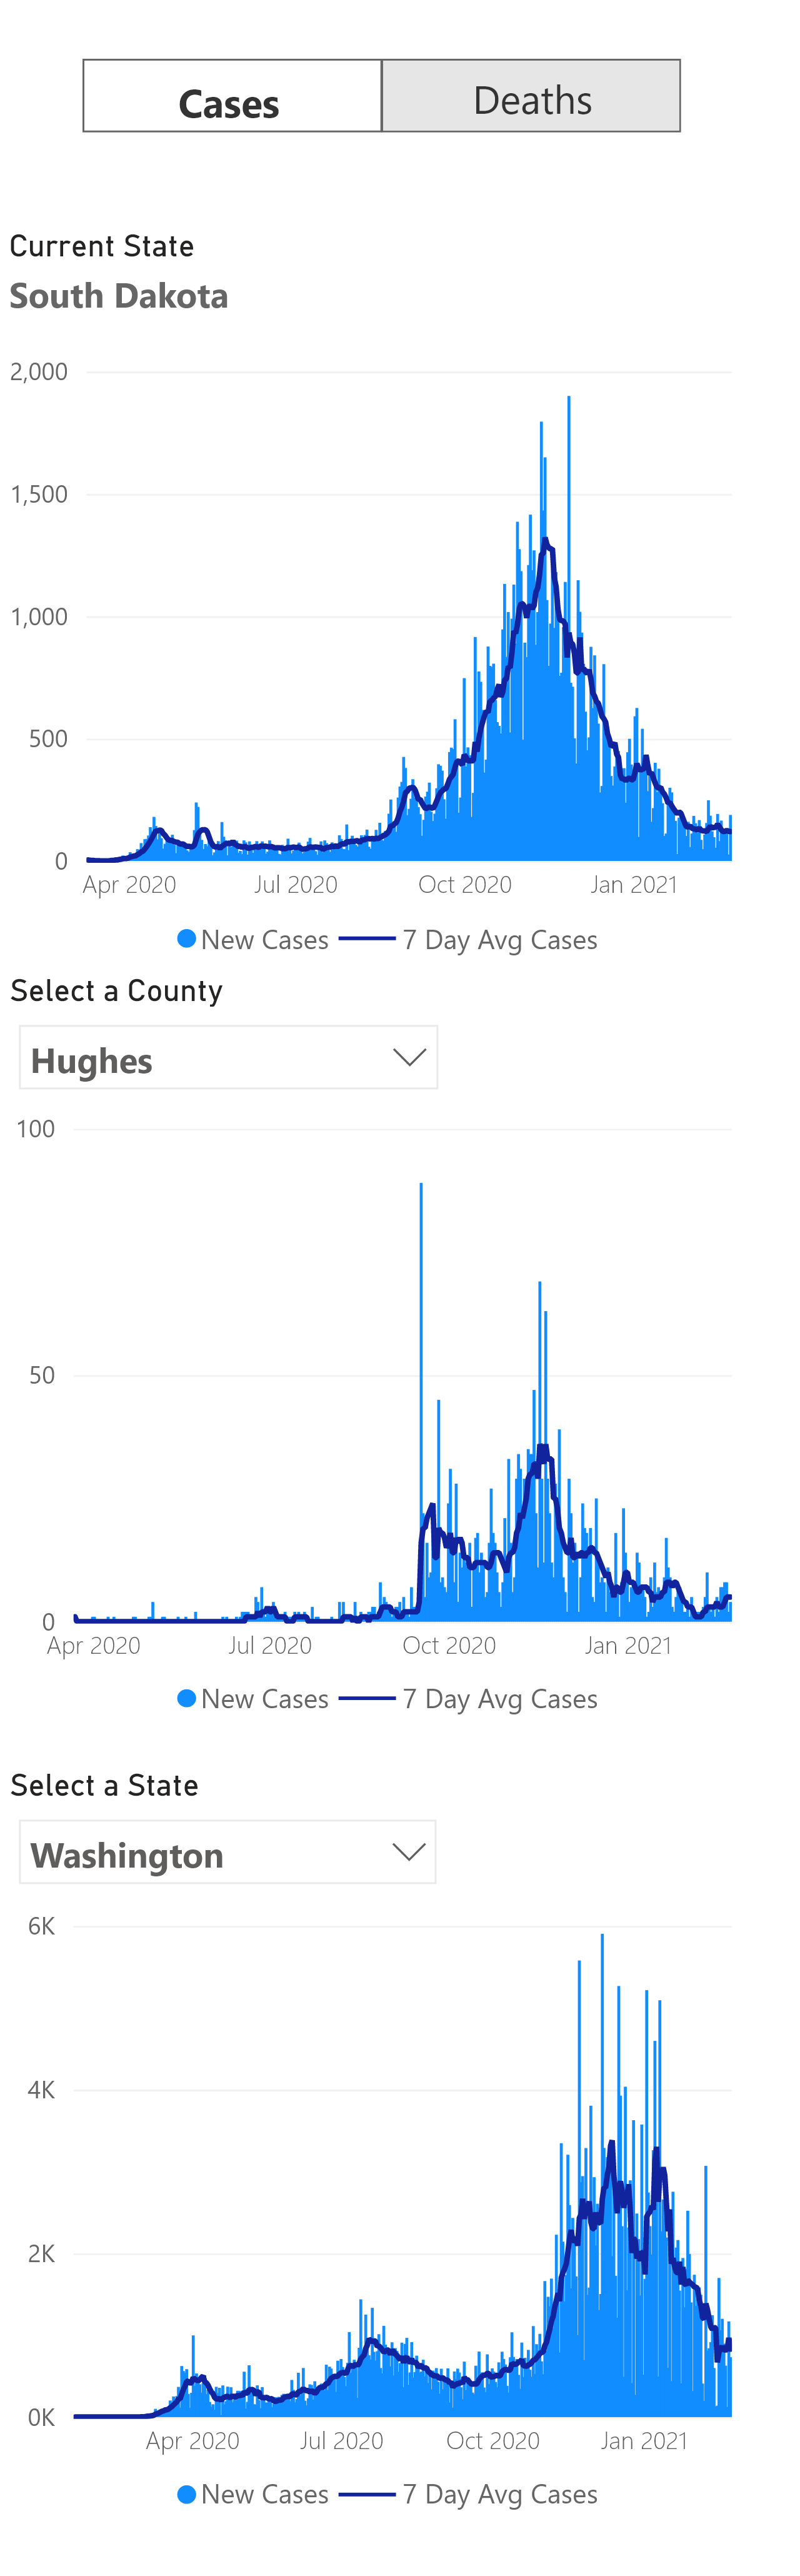 Cases Deaths
Current State
South Dakota
2,000
1,500
1,000
500
0
Apr 2020 Jul 2020 Oct 2020 Jan 2021
New Cases 7 Day Avg Cases
Select a County
Hughes
100
50
0
Apr 2020 Jul 2020 Oct 2020 Jan 2021
New Cases 7 Day Avg Cases
Select a State
Washington
6K
4K
2K
0K
Apr 2020 Jul 2020 Oct 2020 Jan 2021
New Cases 7 Day Avg Cases